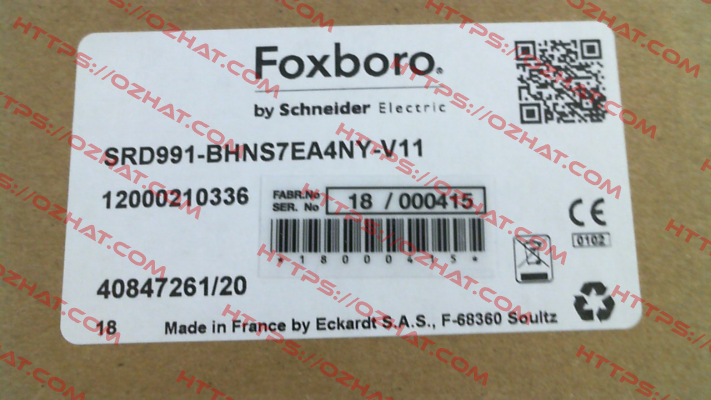 Foxboro®
by Schneider Electric
SRD991-BHNS7EA4NY-V11
12000210336
FABR.No
SER. No
18 / 000415
40847261/20
CE
0102
18 Made in France by Eckardt S.A.S., F-68360 Soultz
HTTPS://OZHAT.COM